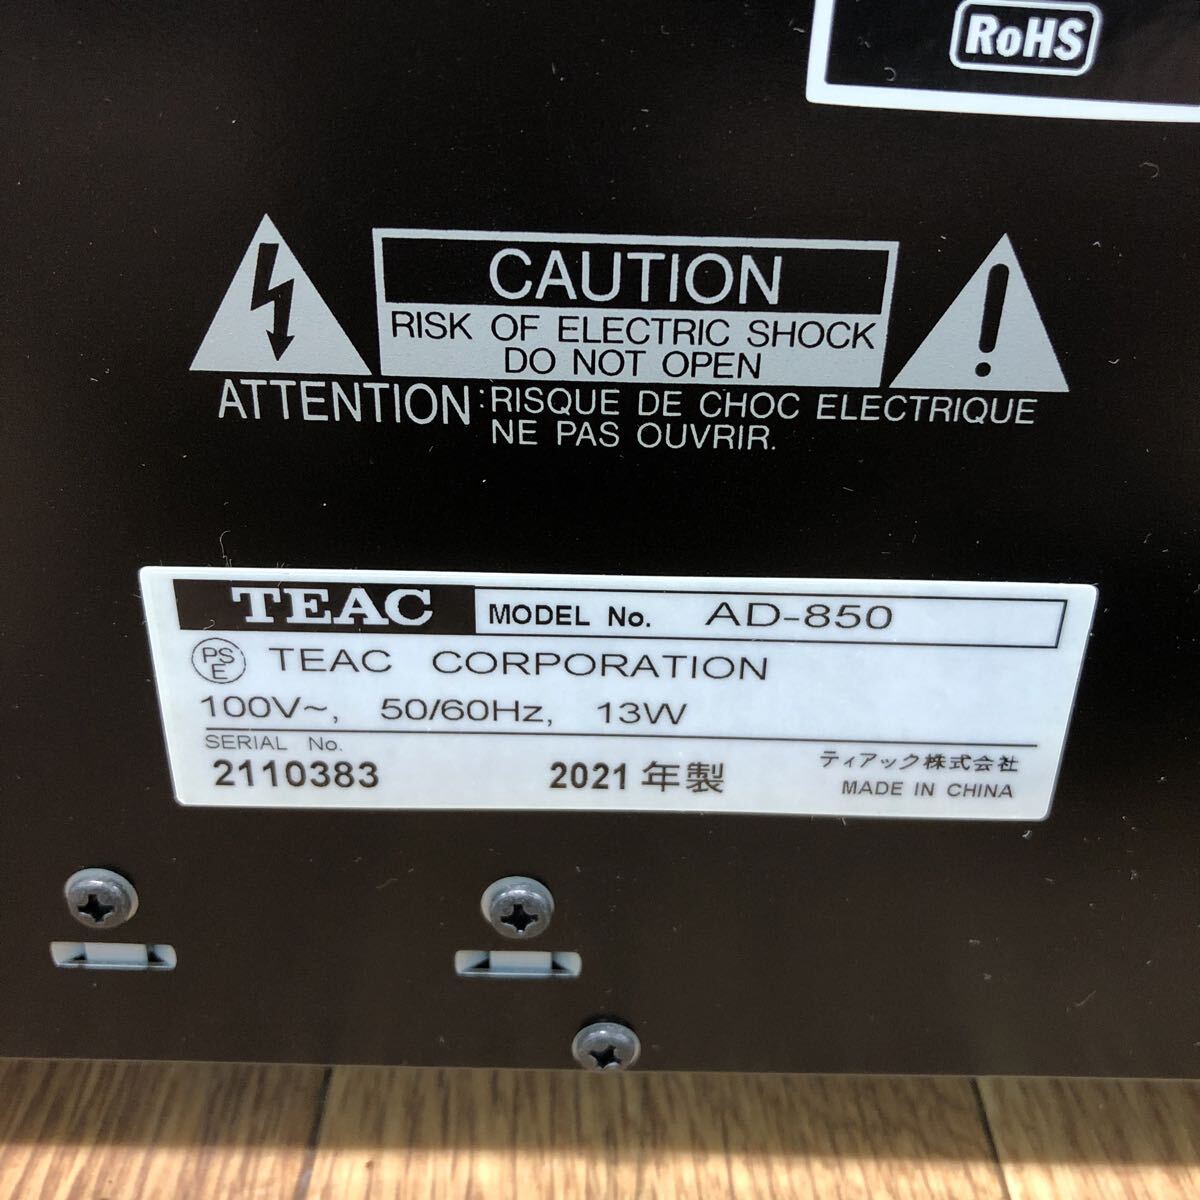 RoHS
CAUTION
RISK OF ELECTRIC SHOCK
DO NOT OPEN
ATTENTION: RISQUE DE CHOC ELECTRIQUE
NE PAS OUVRIR.
TEAC MODEL No. AD-850
PSE TEAC CORPORATION
100V~, 50/60Hz, 13W
SERIAL No.
2110383 2021年製 ティアック株式会社
MADE IN CHINA